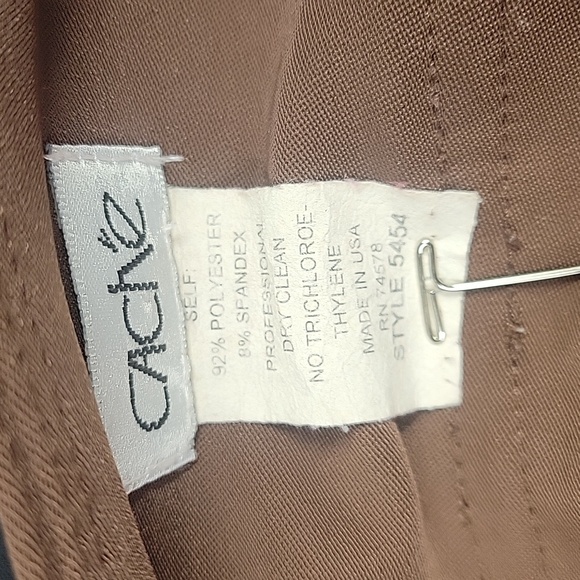 CACHÉ
SELF:
92% POLYESTER
8% SPANDEX
PROFESSIONAL
DRY CLEAN
NO TRICHLOROE-
THYLENE
MADE IN USA
RN 74578
STYLE 5454